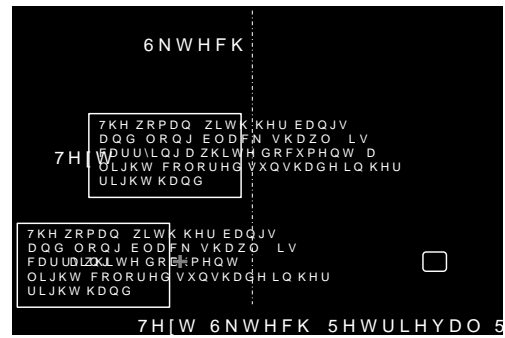 6NWHFK
7KH ZRPDQ ZLWK KHU EDQJV
DQG ORQJ EODFN VKDZO LV
FDUU\LQJ D ZKLWH GRFXPHQW D
7H[W
OLJKW FRORUHG VXQVKDGH LQ KHU
ULJKW KDQG
7KH ZRPDQ ZLWK KHU EDQJV
DQG ORQJ EODFN VKDZO LV
OLJKW FRORUHG VXQVKDGH LQ KHU
ULJKW KDQG
7H[W 6NWHFK 5HWULHYDO 5